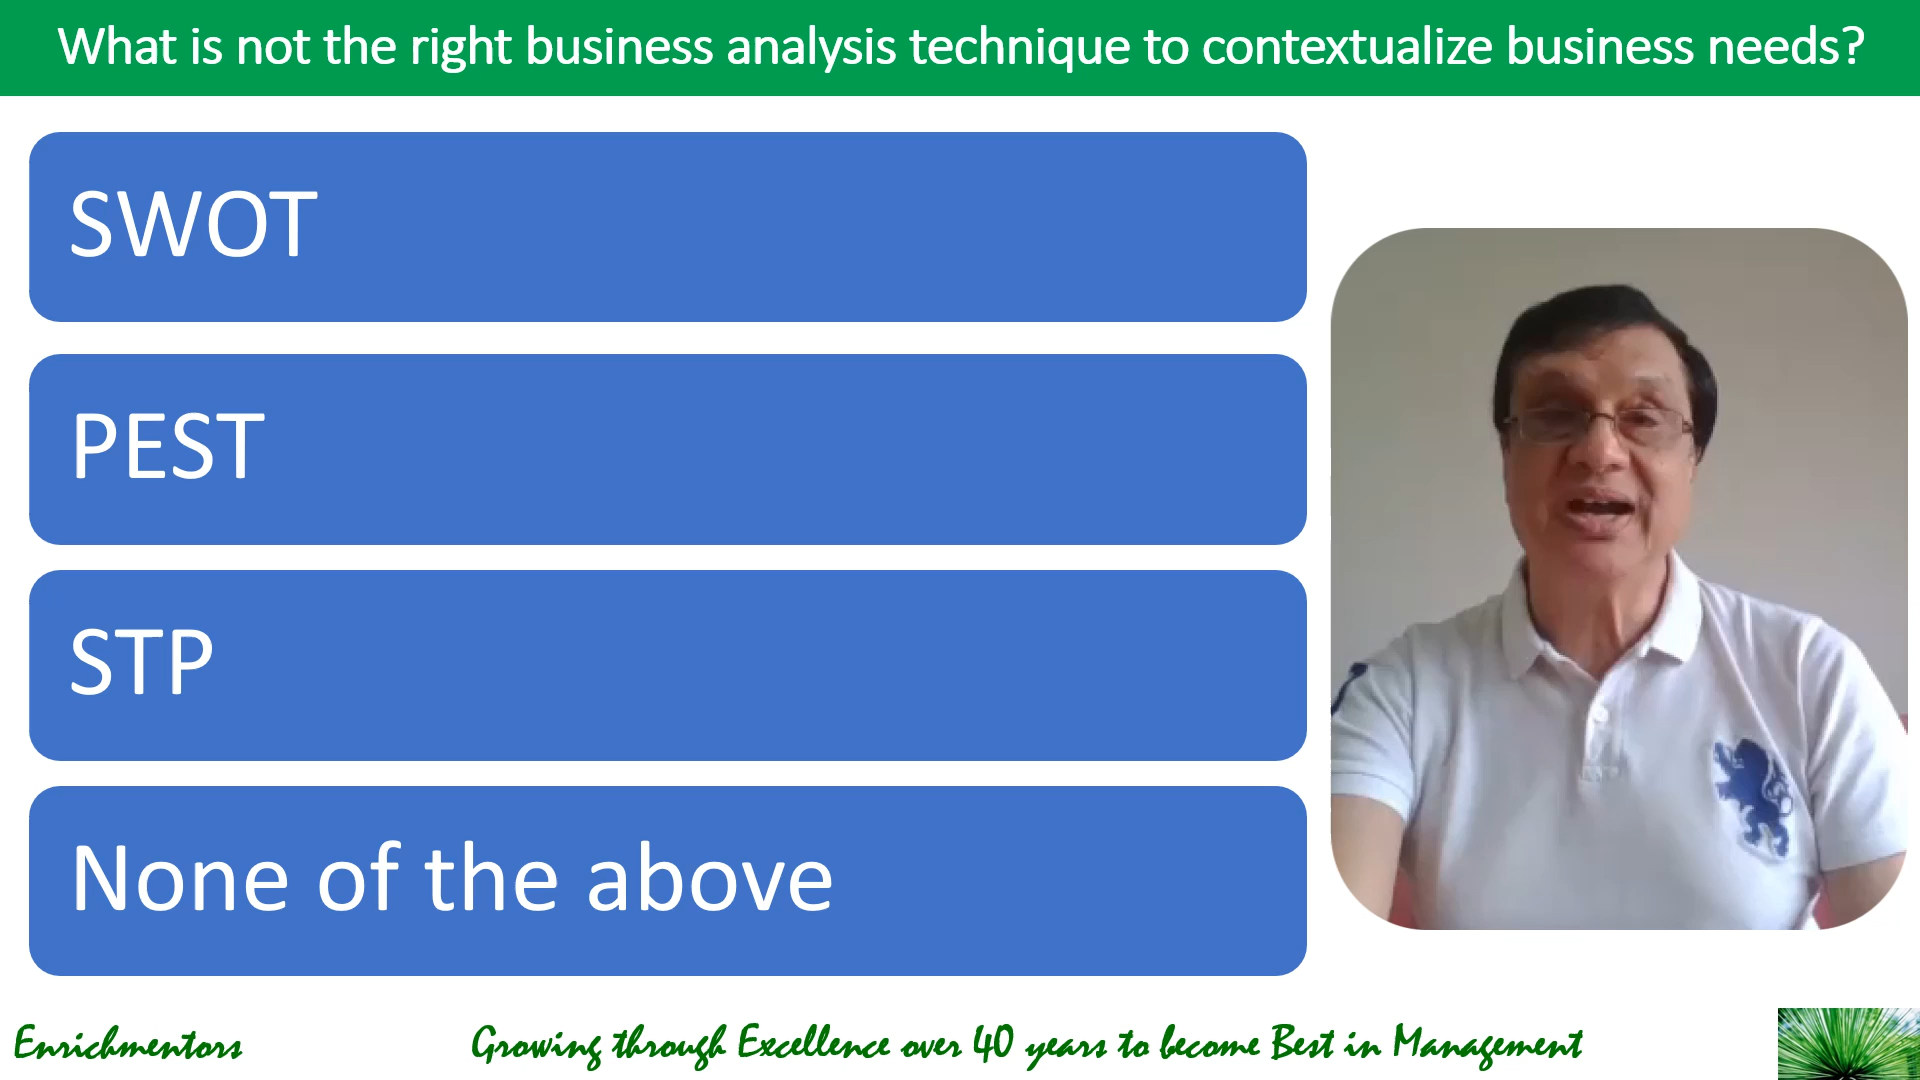 What is not the right business analysis technique to contextualize business needs?
SWOT
PEST
STP
None of the above
Enrichmentors
Growing through Excellence over 40 years to become Best in Management